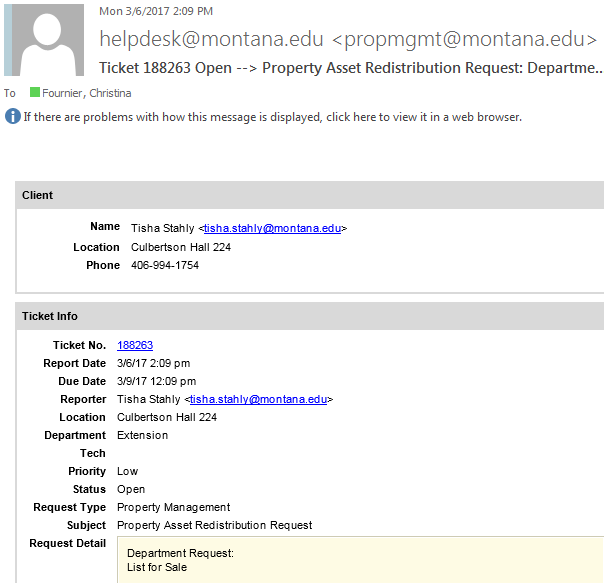 Mon 3/6/2017 2:09 PM
helpdesk@montana.edu <propmgmt@montana.edu>
Ticket 188263 Open --> Property Asset Redistribution Request: Departme...
To Fournier, Christina
If there are problems with how this message is displayed, click here to view it in a web browser.
Client
Name Tisha Stahly <tisha.stahly@montana.edu>
Location Culbertson Hall 224
Phone 406-994-1754
Ticket Info
Ticket No. 188263
Report Date 3/6/17 2:09 pm
Due Date 3/9/17 12:09 pm
Reporter Tisha Stahly <tisha.stahly@montana.edu>
Location Culbertson Hall 224
Department Extension
Tech
Priority Low
Status Open
Request Type Property Management
Subject Property Asset Redistribution Request
Request Detail
Department Request:
List for Sale